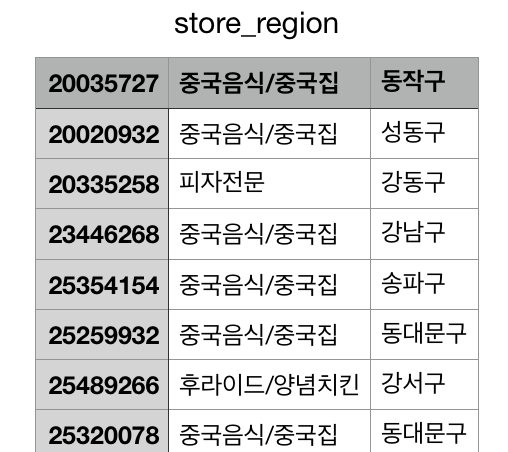 store_region
20035727 중국음식/중국집 동작구
20020932 중국음식/중국집 성동구
20335258 피자전문 강동구
23446268 중국음식/중국집 강남구
25354154 중국음식/중국집 송파구
25259932 중국음식/중국집 동대문구
25489266 후라이드/양념치킨 강서구
25320078 중국음식/중국집 동대문구